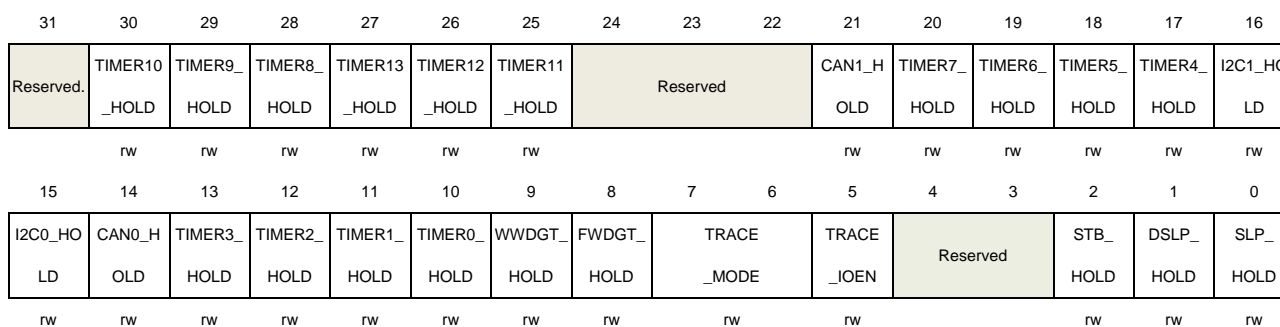 31 30 29 28 27 26 25 24 23 22 21 20 19 18 17 16
Reserved. TIMER10 TIMER9_ TIMER8_ TIMER13 TIMER12 TIMER11 Reserved CAN1_H TIMER7_ TIMER6_ TIMER5_ TIMER4_ I2C1_HO
_HOLD HOLD HOLD _HOLD _HOLD _HOLD OLD HOLD HOLD HOLD HOLD LD
rw rw rw rw rw rw rw rw rw rw rw rw
15 14 13 12 11 10 9 8 7 6 5 4 3 2 1 0
I2C0_HO CAN0_H TIMER3_ TIMER2_ TIMER1_ TIMER0_ WWDGT_ FWDGT_ TRACE TRACE Reserved STB_ DSLP_ SLP_
LD OLD HOLD HOLD HOLD HOLD HOLD HOLD _MODE _IOEN HOLD HOLD HOLD
rw rw rw rw rw rw rw rw rw rw rw rw rw